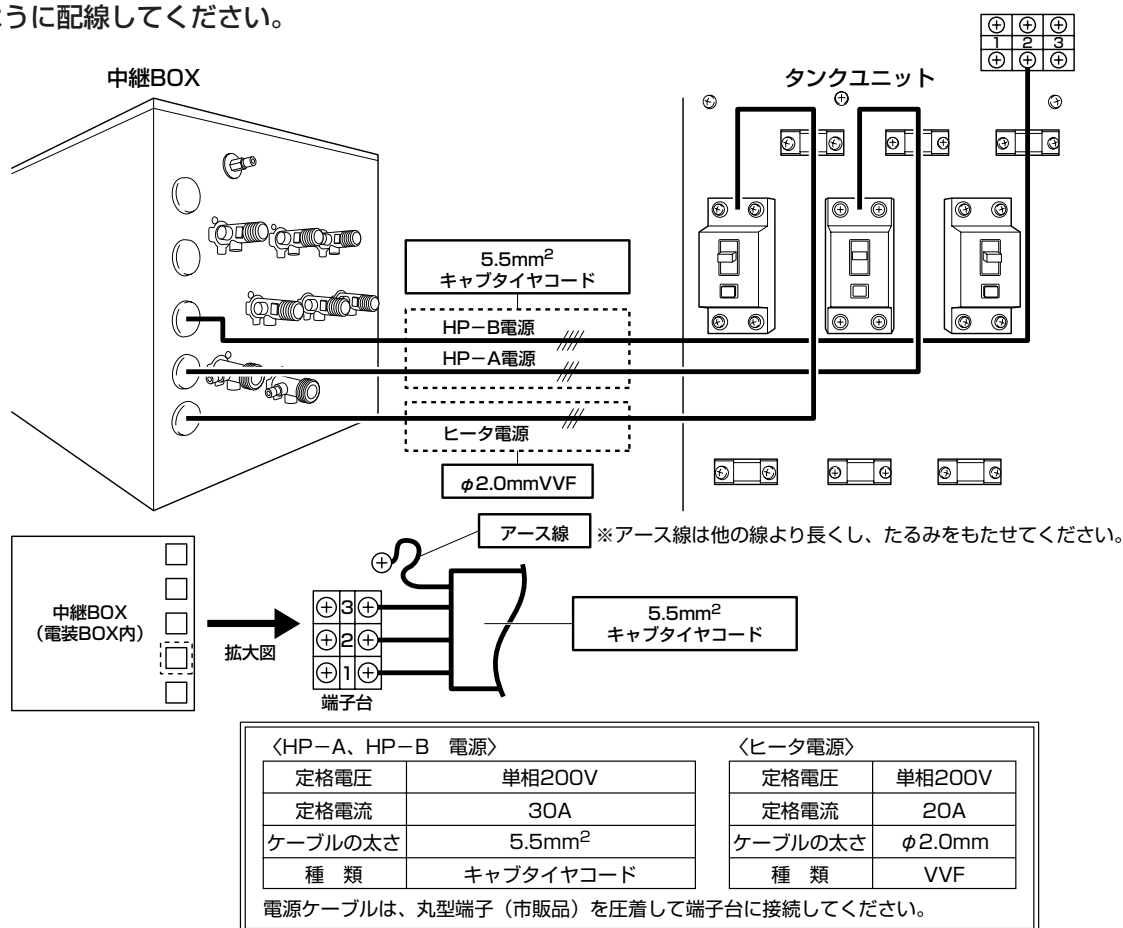 ように配線してください。
1 2 3
中継BOX
タンクユニット
5.5mm²
キャブタイヤコード
HP－B電源
HP－A電源
ヒータ電源
φ2.0mmVVF
アース線
※アース線は他の線より長くし、たるみをもたせてください。
中継BOX
（電装BOX内）
拡大図
3
2
1
端子台
5.5mm²
キャブタイヤコード
〈HP－A、HP－B　電源〉
定格電圧 単相200V
定格電流 30A
ケーブルの太さ 5.5mm²
種　類 キャブタイヤコード
〈ヒータ電源〉
定格電圧 単相200V
定格電流 20A
ケーブルの太さ φ2.0mm
種　類 VVF
電源ケーブルは、丸型端子（市販品）を圧着して端子台に接続してください。